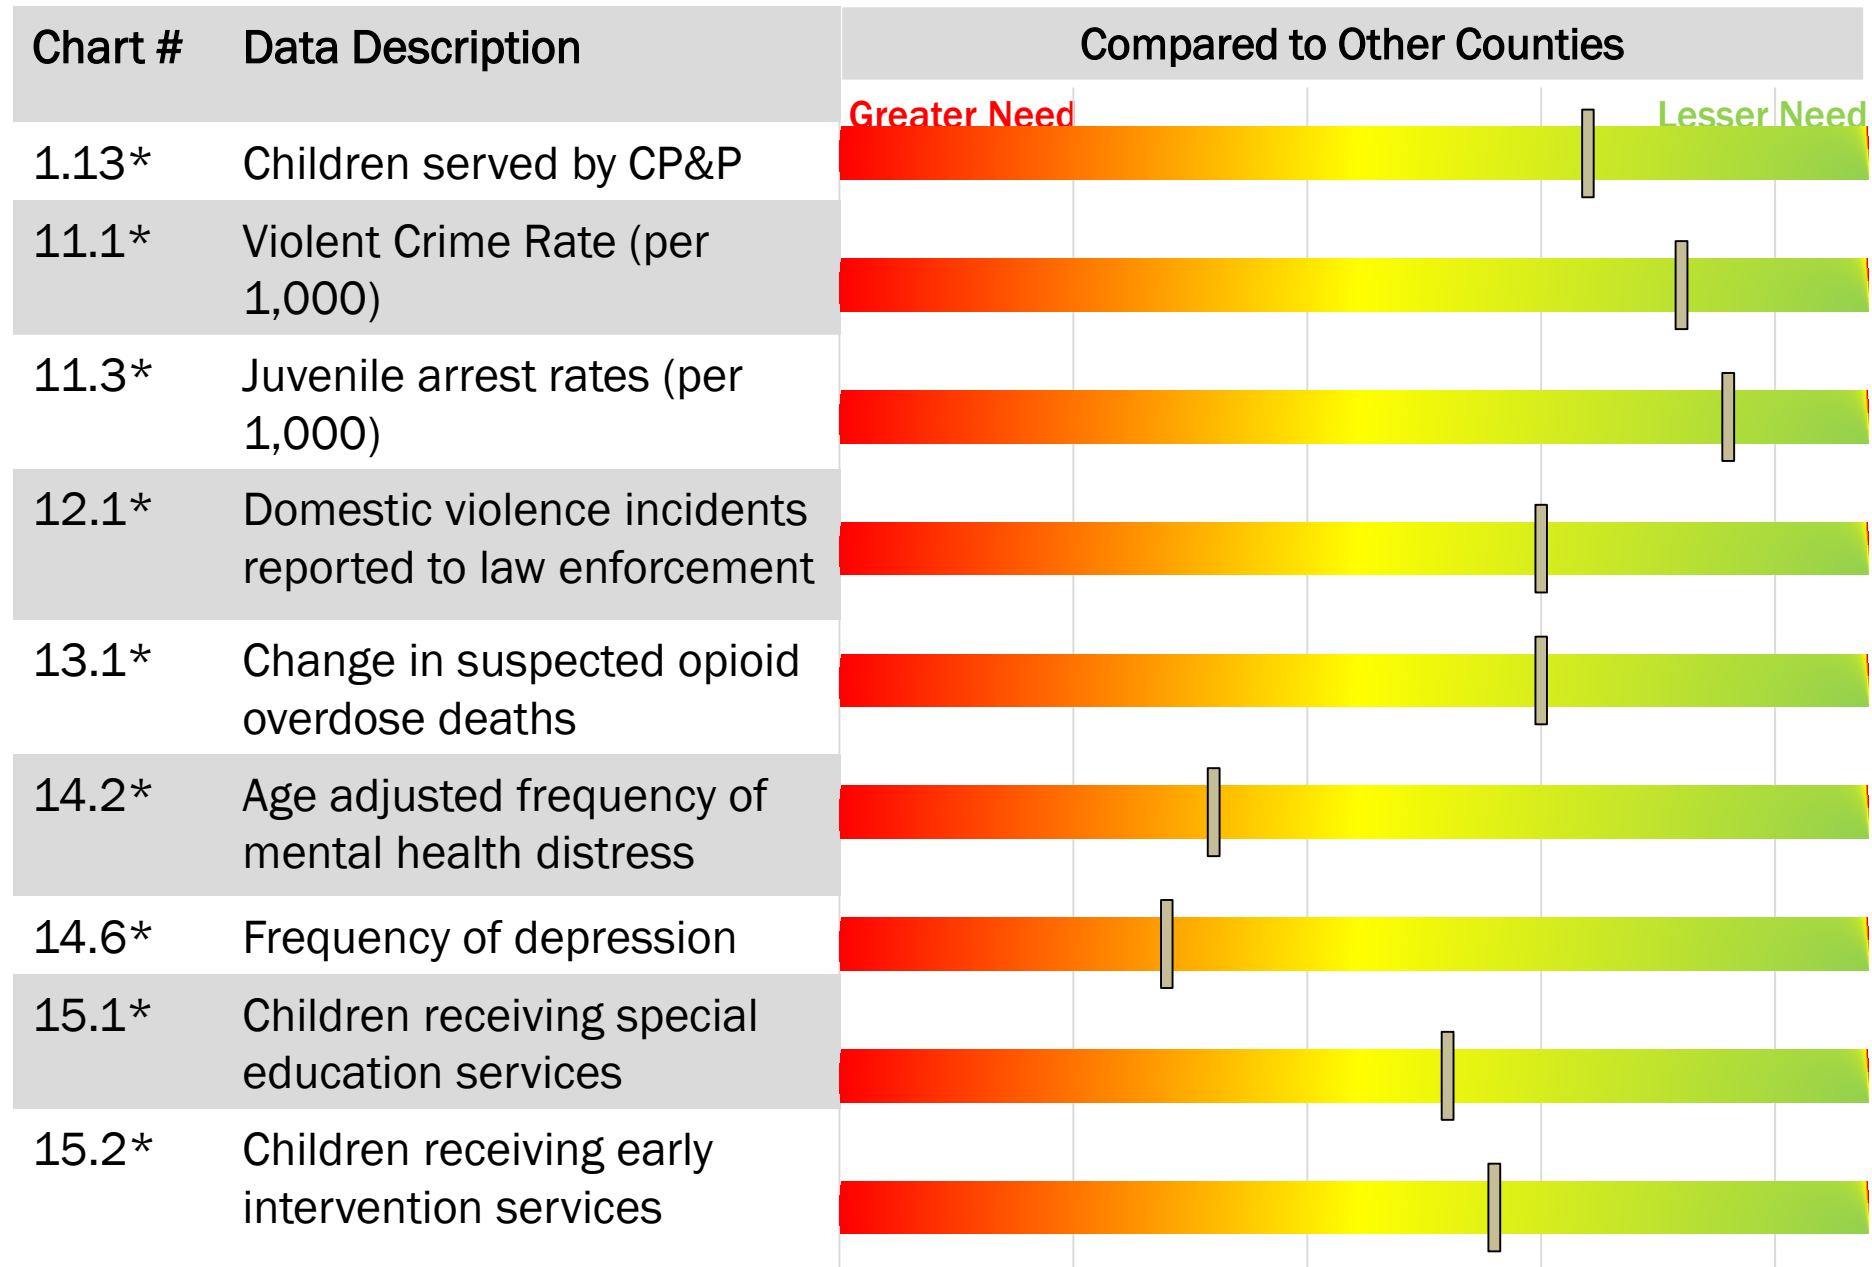 Chart # Data Description Compared to Other Counties
Greater Need Lesser Need
1.13* Children served by CP&P
11.1* Violent Crime Rate (per
1,000)
11.3* Juvenile arrest rates (per
1,000)
12.1* Domestic violence incidents
reported to law enforcement
13.1* Change in suspected opioid
overdose deaths
14.2* Age adjusted frequency of
mental health distress
14.6* Frequency of depression
15.1* Children receiving special
education services
15.2* Children receiving early
intervention services